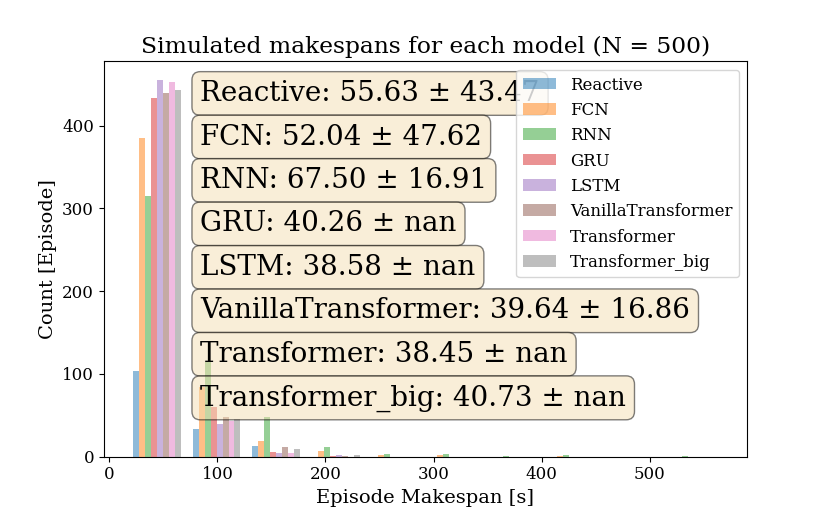 Simulated makespans for each model (N = 500)
Reactive: 55.63 ± 43.47
FCN: 52.04 ± 47.62
RNN: 67.50 ± 16.91
GRU: 40.26 ± nan
LSTM: 38.58 ± nan
VanillaTransformer: 39.64 ± 16.86
Transformer: 38.45 ± nan
Transformer_big: 40.73 ± nan
Reactive
FCN
RNN
GRU
LSTM
VanillaTransformer
Transformer
Transformer_big
Count [Episode]
400
300
200
100
0
0 100 200 300 400 500
Episode Makespan [s]